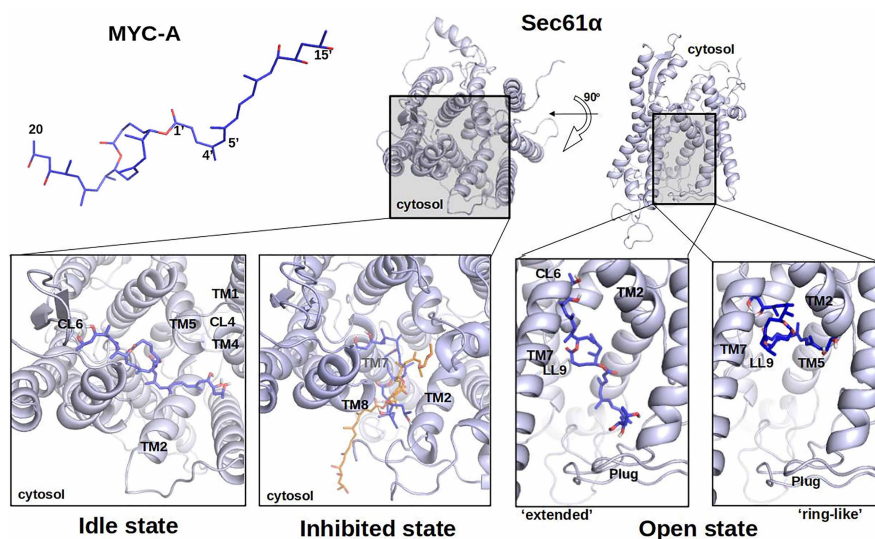 MYC-A
Sec61α
15'
cytosol
90º
20
1'
4'
5'
cytosol
CL6
TM5
TM1
CL4
TM4
TM2
cytosol
TM7
TM8
TM2
cytosol
CL6
TM2
TM7
LL9
Plug
TM2
TM7
LL9
TM5
Plug
'extended'
'ring-like'
Idle state
Inhibited state
Open state